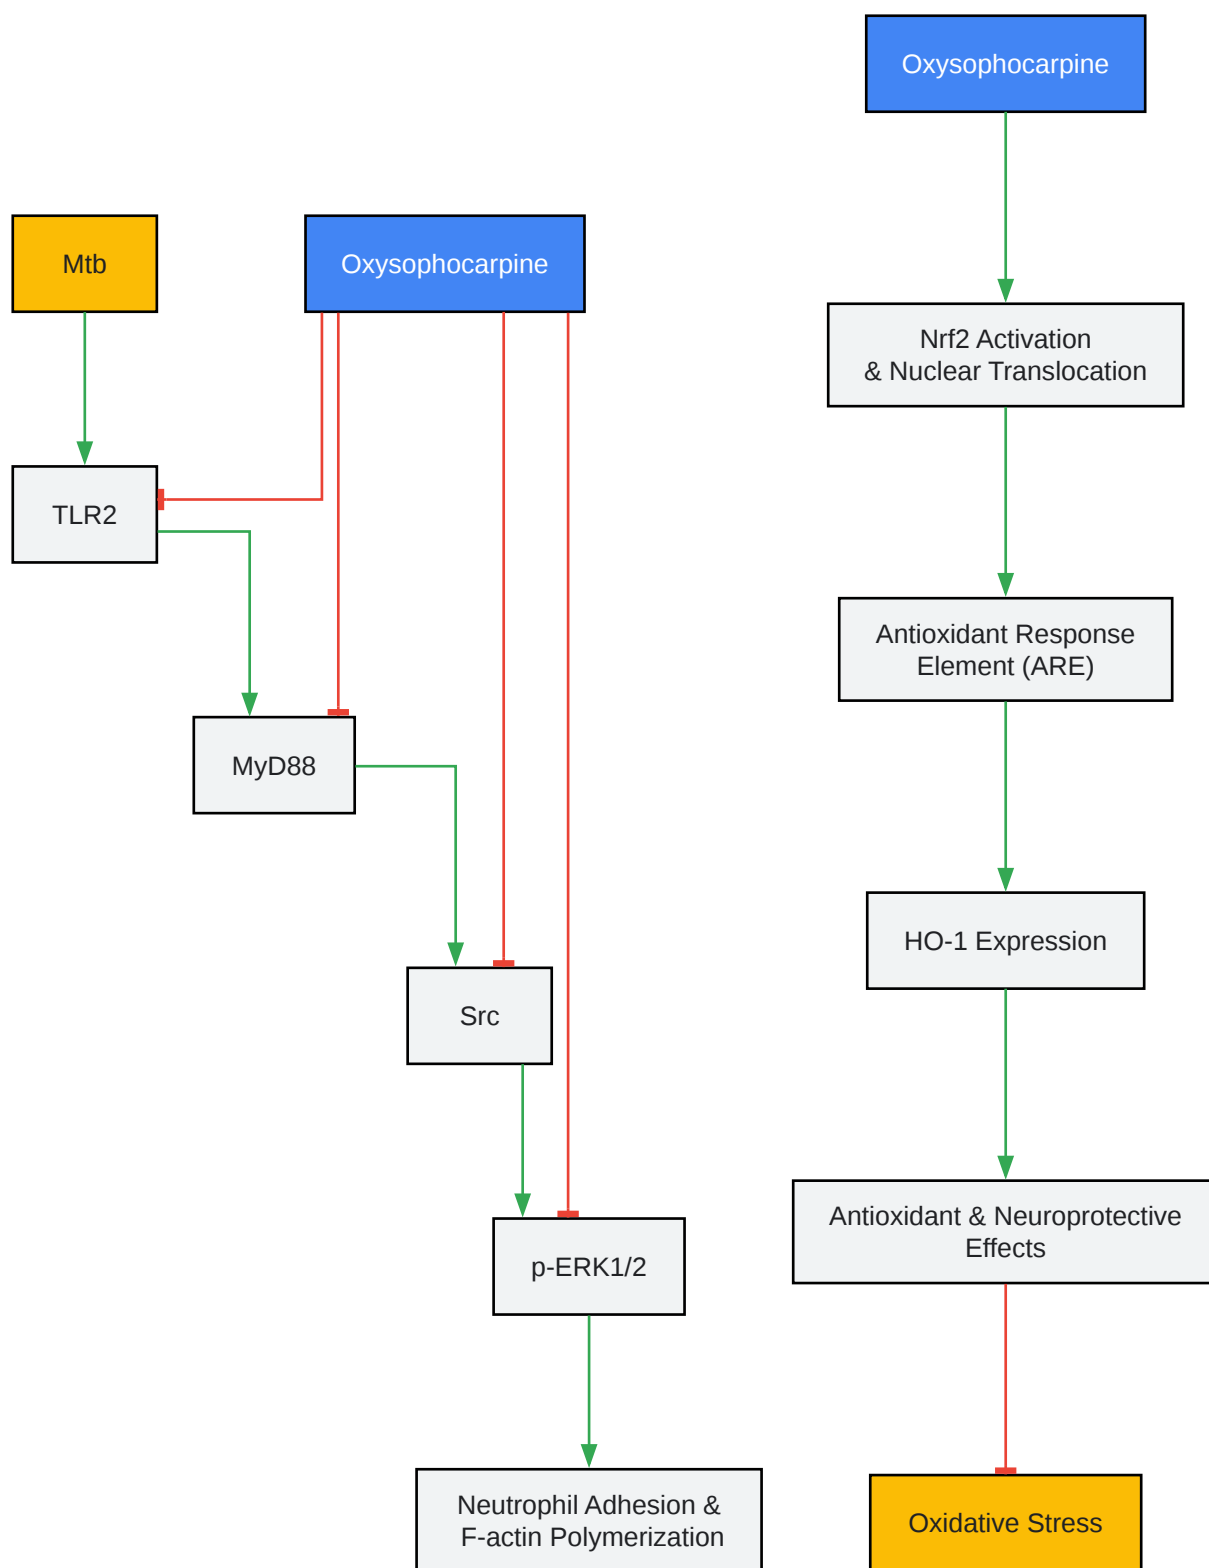 Oxysophocarpine
Mtb
Oxysophocarpine
Nrf2 Activation
& Nuclear Translocation
TLR2
Antioxidant Response
Element (ARE)
MyD88
HO-1 Expression
Src
Antioxidant & Neuroprotective
Effects
p-ERK1/2
Neutrophil Adhesion &
F-actin Polymerization
Oxidative Stress